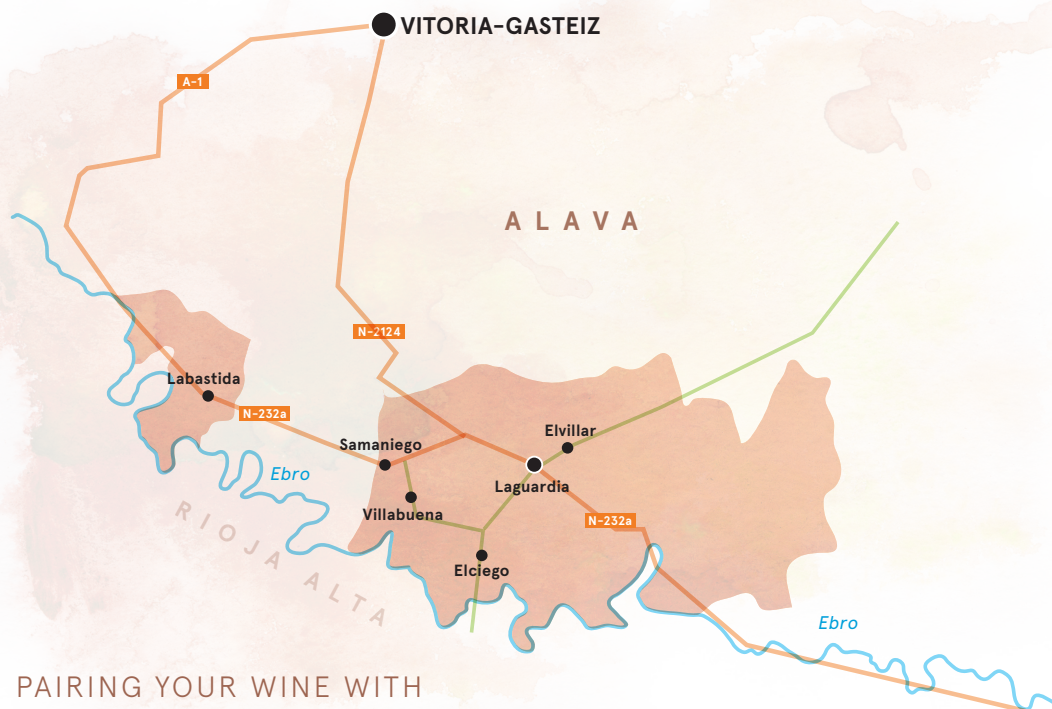 VITORIA-GASTEIZ
A-1
ALAVA
N-2124
Labastida
N-232a
Samaniego
Elvillar
Ebro
Laguardia
Villabuena
N-232a
RIOJA ALTA
Elciego
Ebro
PAIRING YOUR WINE WITH